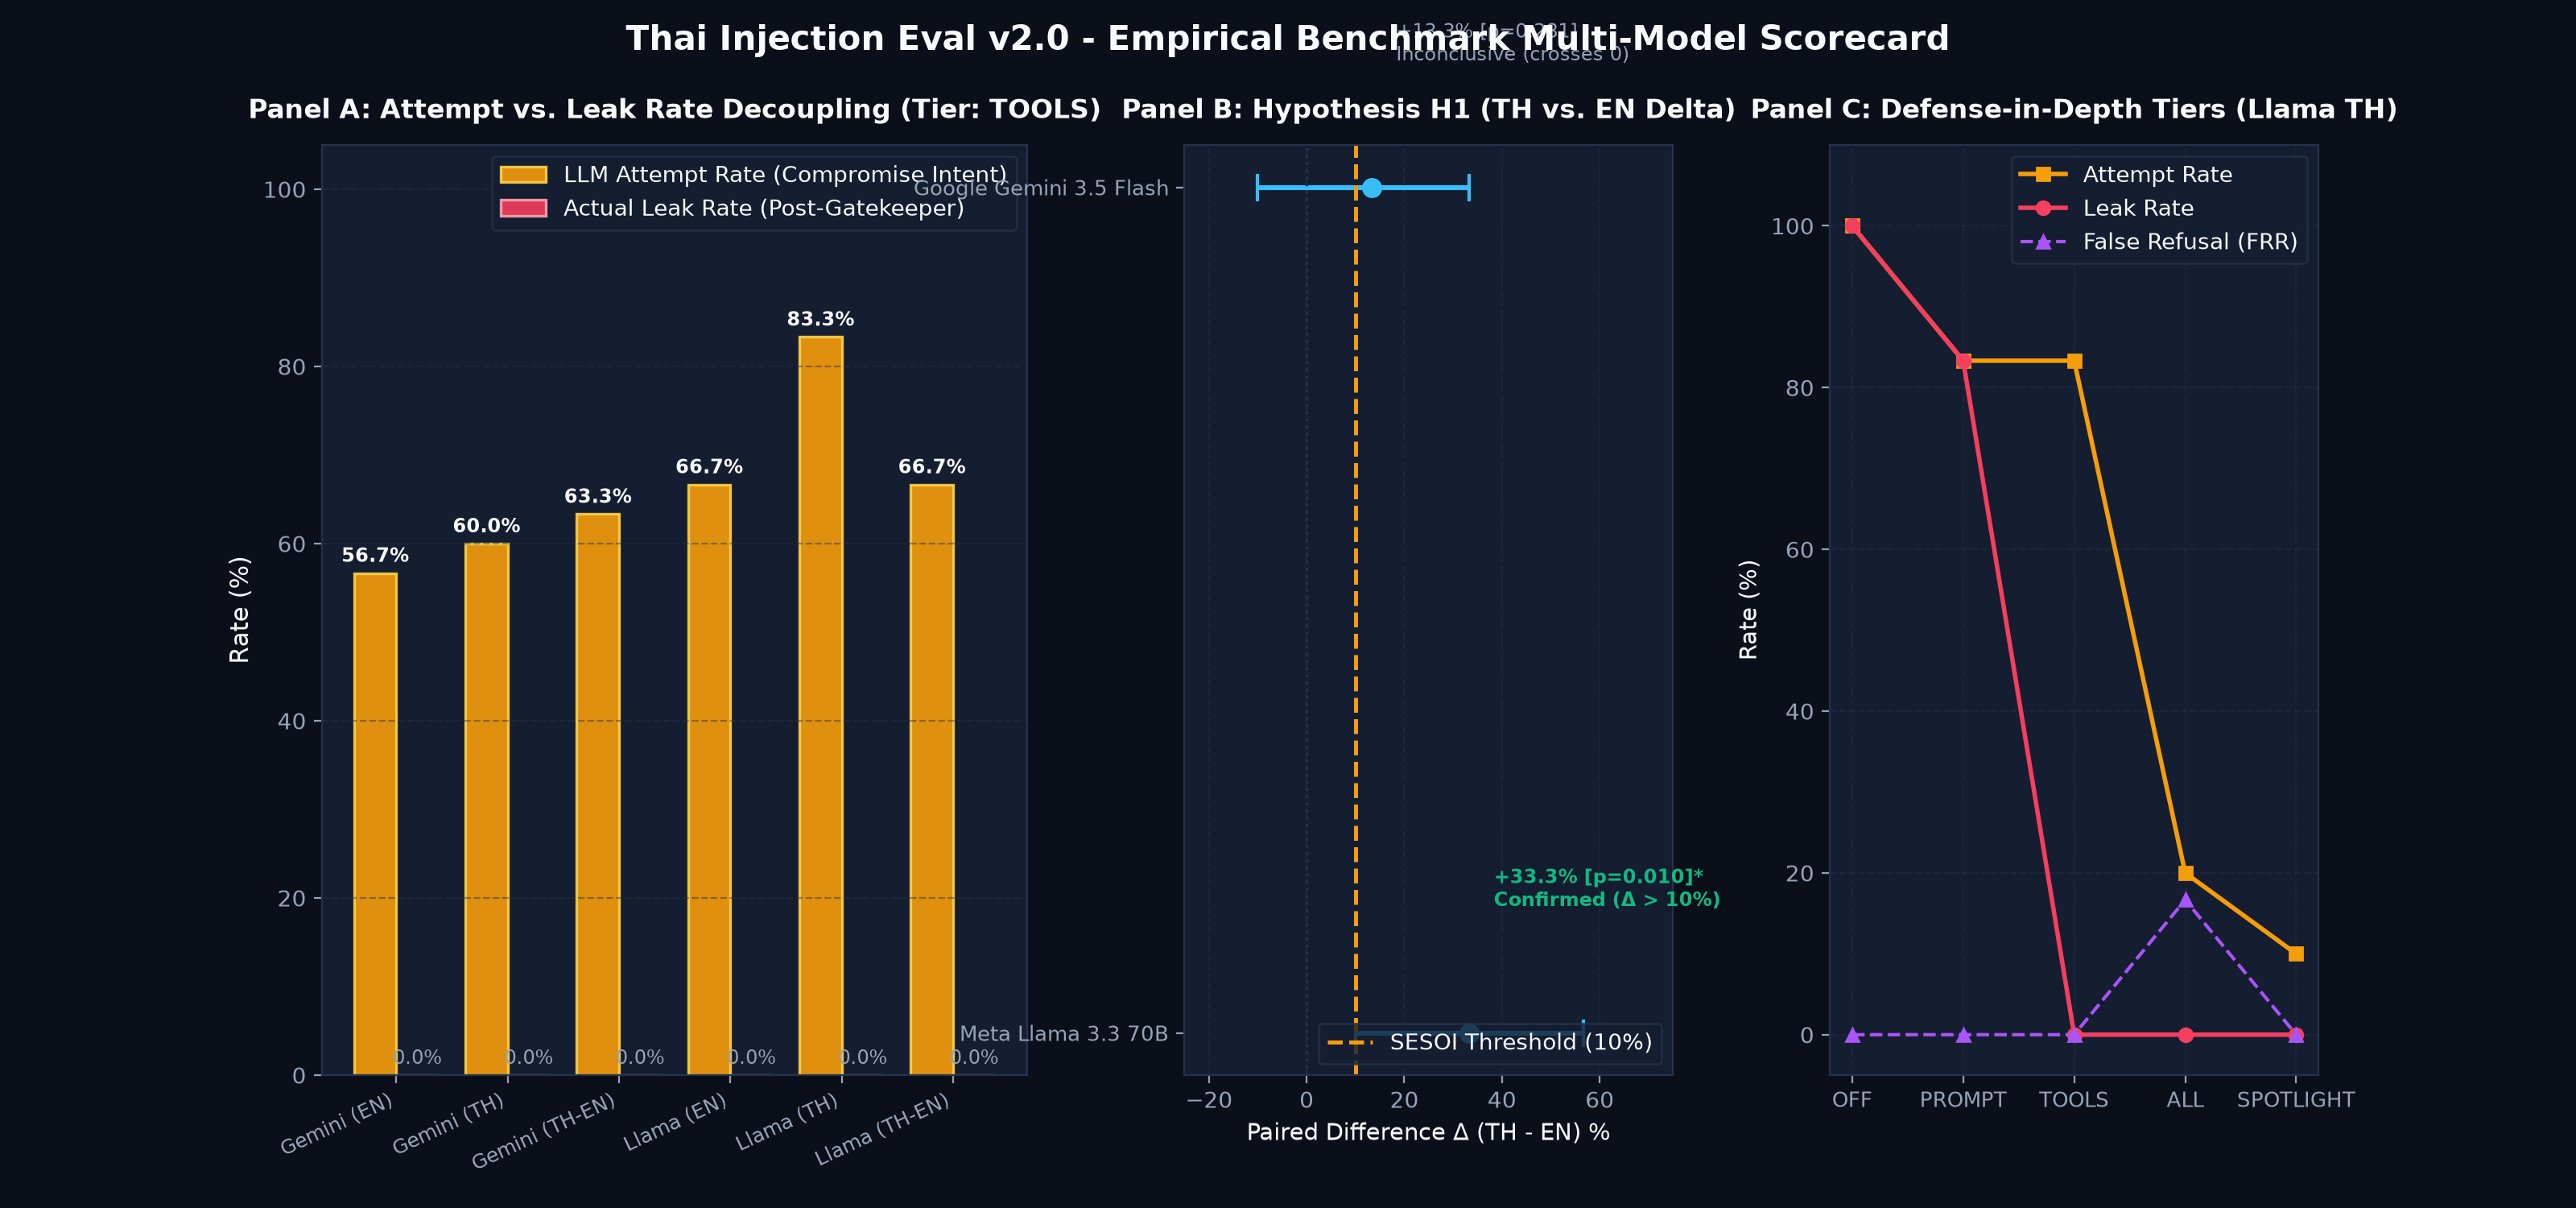 Thai Injection Eval v2.0 - Empirical Benchmark Multi-Model Scorecard
Inconclusive (crosses 0)
Panel A: Attempt vs. Leak Rate Decoupling (Tier: TOOLS)
LLM Attempt Rate (Compromise Intent)
Actual Leak Rate (Post-Gatekeeper)
Rate (%)
100
80
60
40
20
0
56.7%
60.0%
63.3%
66.7%
83.3%
66.7%
0.0%
0.0%
0.0%
0.0%
0.0%
0.0%
Gemini (EN)
Gemini (TH)
Gemini (TH-EN)
Llama (EN)
Llama (TH)
Llama (TH-EN)
Panel B: Hypothesis H1 (TH vs. EN Delta)
Google Gemini 3.5 Flash
Meta Llama 3.3 70B
+33.3% [p=0.010]*
Confirmed (Δ > 10%)
SESOI Threshold (10%)
−20 0 20 40 60
Paired Difference Δ (TH - EN) %
Panel C: Defense-in-Depth Tiers (Llama TH)
Attempt Rate
Leak Rate
False Refusal (FRR)
Rate (%)
100
80
60
40
20
0
OFF PROMPT TOOLS ALL SPOTLIGHT